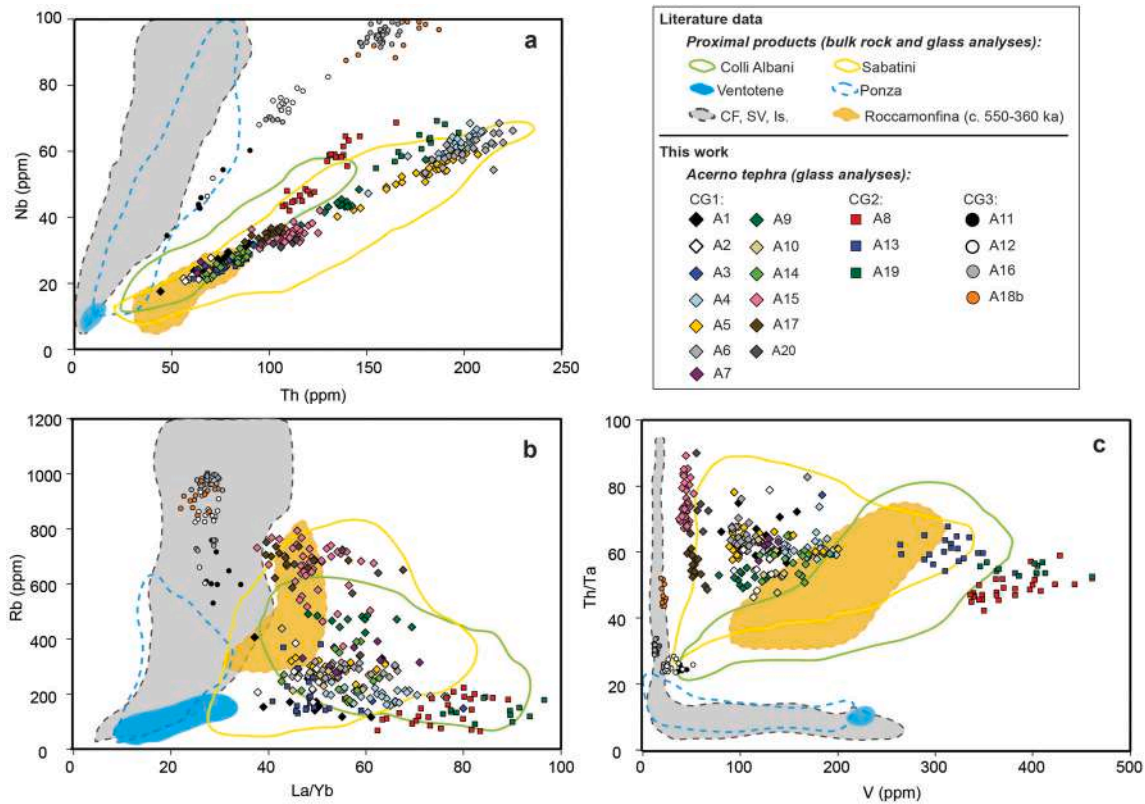 a
Nb (ppm)
100
80
60
40
20
0
0 50 100 150 200 250
Th (ppm)
Literature data
Proximal products (bulk rock and glass analyses):
Colli Albani Sabatini
Ventotene Ponza
CF, SV, Is. Roccamonfina (c. 550-360 ka)
This work
Acerno tephra (glass analyses):
CG1: CG2: CG3:
A1 A9 A8 A11
A2 A10 A13 A12
A3 A14 A19 A16
A4 A15 A18b
A5 A17
A6 A20
A7
b
Rb (ppm)
1200
1000
800
600
400
200
0
0 20 40 60 80 100
La/Yb
c
Th/Ta
100
80
60
40
20
0
0 100 200 300 400 500
V (ppm)